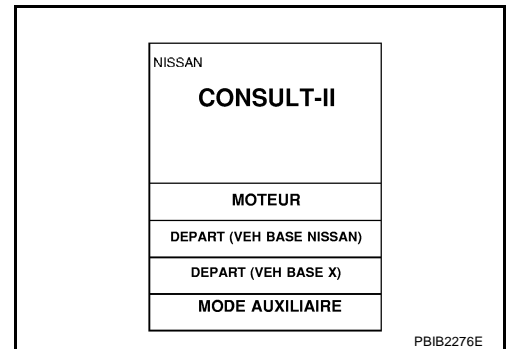 NISSAN
CONSULT-II
MOTEUR
DEPART (VEH BASE NISSAN)
DEPART (VEH BASE X)
MODE AUXILIAIRE
PBIB2276E